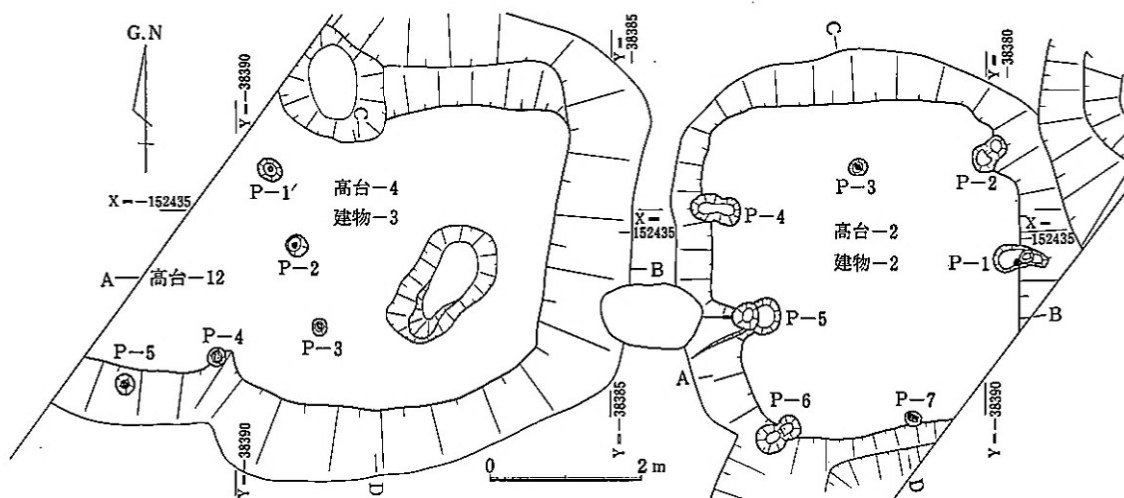 G.N
Y=-38390
Y=-38385
C
Y=-38380
C
P-1′
高台-4
建物-3
X=-152435
P-2
A
高台-12
P-3
P-4
P-5
X=-152435
B
P-3
P-2
P-4
高台-2
建物-2
X=-152435
P-1
P-5
B
A
P-6
P-7
Y=-38390
Y=-38385
Y=-38390
D
0
2 m
D